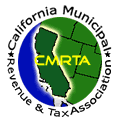 California Municipal
CMRTA
Revenue & Tax Association